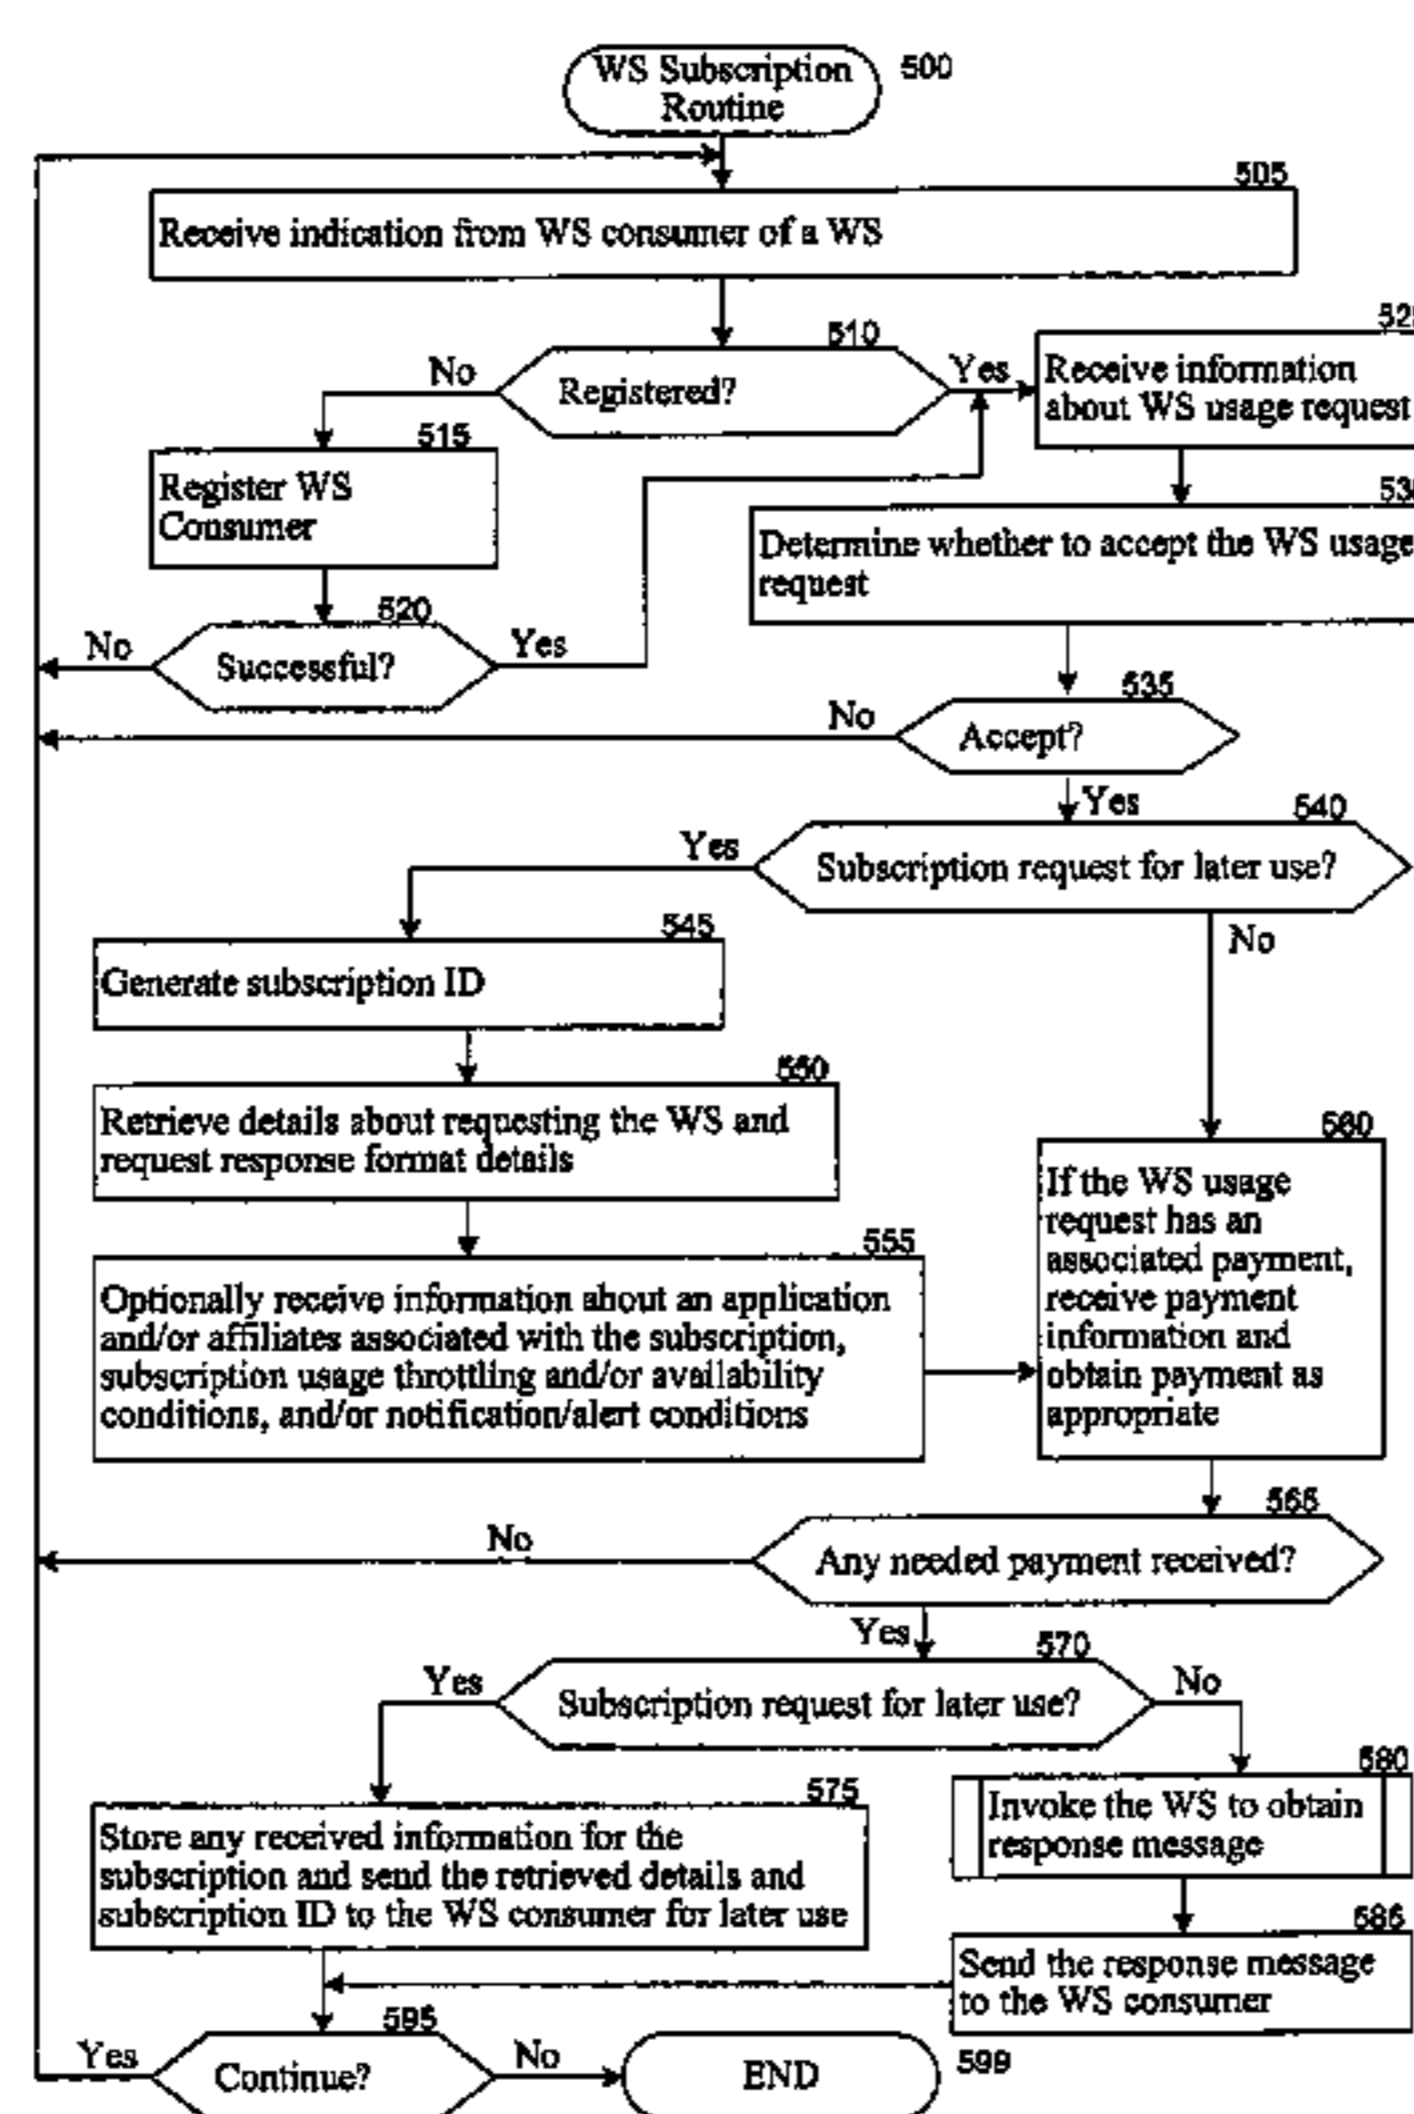 WS Subscription
Routine
500
505
Receive indication from WS consumer of a WS
510
Registered?
No
Yes
Receive information
about WS usage request
515
Register WS
Consumer
Determine whether to accept the WS usage
request
520
Successful?
No
Yes
535
Accept?
No
Yes
540
Subscription request for later use?
Yes
No
545
Generate subscription ID
550
Retrieve details about requesting the WS and
request response format details
555
Optionally receive information about an application
and/or affiliates associated with the subscription,
subscription usage throttling and/or availability
conditions, and/or notification/alert conditions
560
If the WS usage
request has an
associated payment,
receive payment
information and
obtain payment as
appropriate
565
Any needed payment received?
No
Yes
570
Subscription request for later use?
Yes
No
575
Store any received information for the
subscription and send the retrieved details and
subscription ID to the WS consumer for later use
580
Invoke the WS to obtain
response message
585
Send the response message
to the WS consumer
595
Continue?
Yes
No
END
599